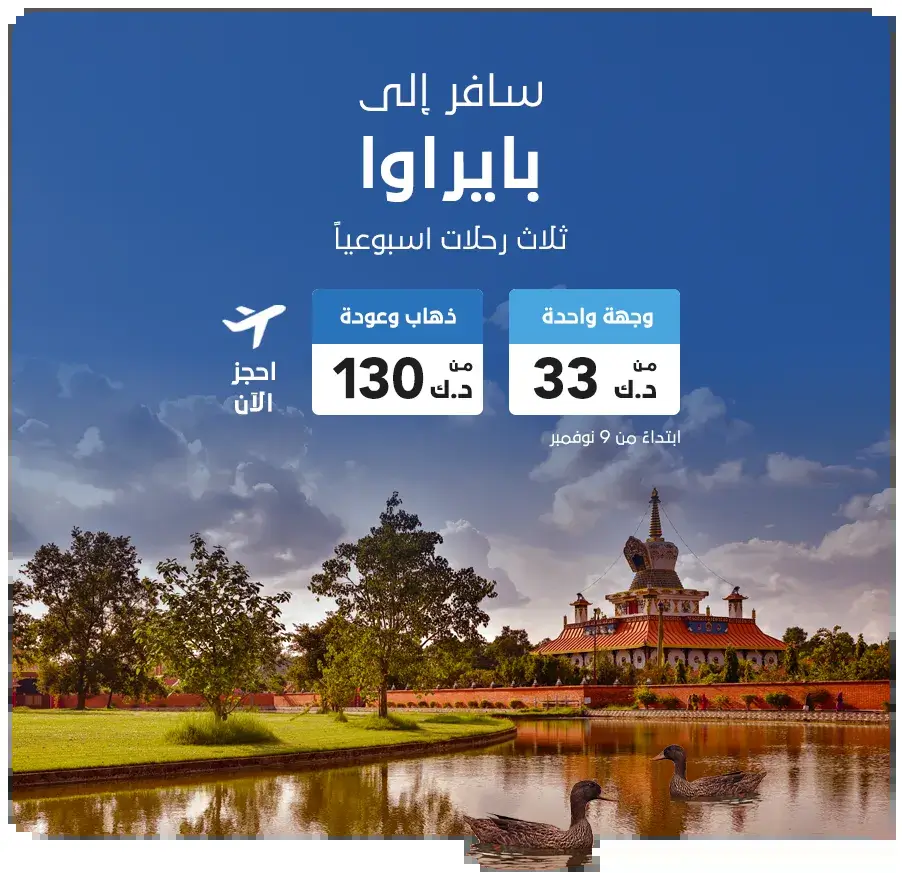 سافر إلى
بايراوا
ثلاث رحلات اسبوعياً
وجهة واحدة
من
د.ك 33
ذهاب وعودة
من
د.ك 130
احجز
الآن
ابتداءً من 9 نوفمبر